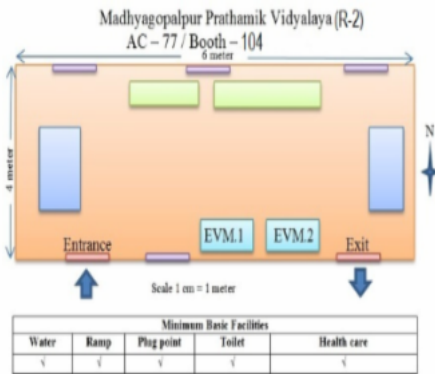 Madhyagopalpur Prathamik Vidyalaya (R-2)
AC – 77 / Booth – 104
6 meter
4 meter
N
EVM.1 EVM.2
Entrance Exit
Scale 1 cm = 1 meter
Minimum Basic Facilities
Water Ramp Plug point Toilet Health care
√ √ √ √ √